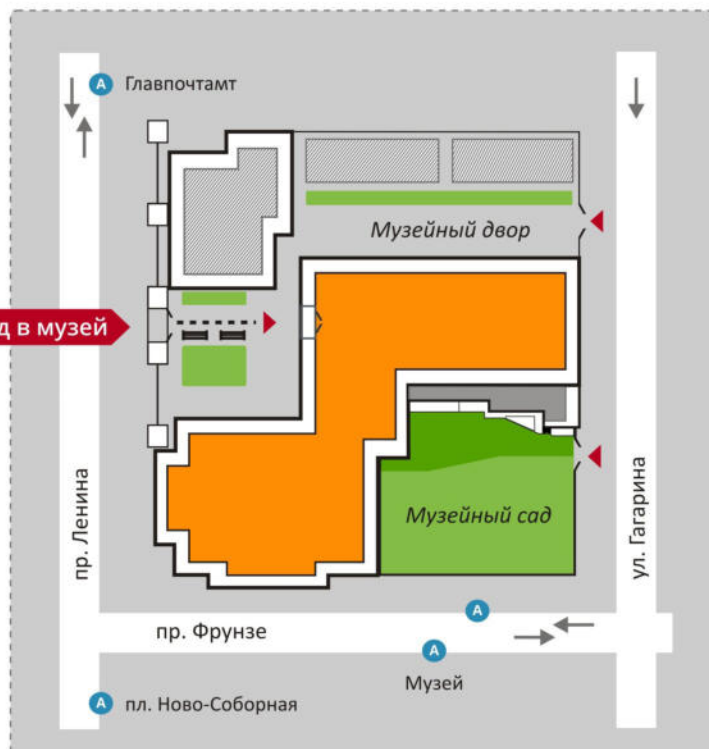 А Главпочтамт
Музейный двор
д в музей
пр. Ленина
ул. Гагарина
Музейный сад
А
пр. Фрунзе
А
Музей
А пл. Ново-Соборная